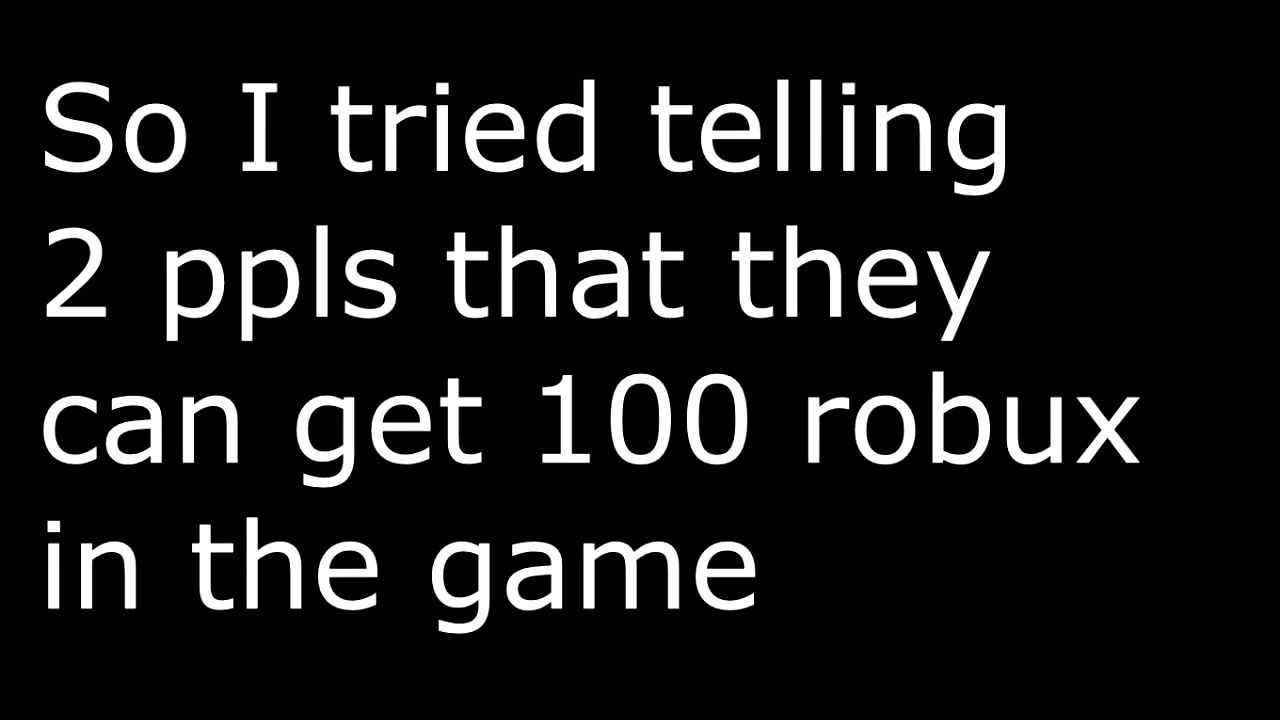 So I tried telling
2 ppls that they
can get 100 robux
in the game